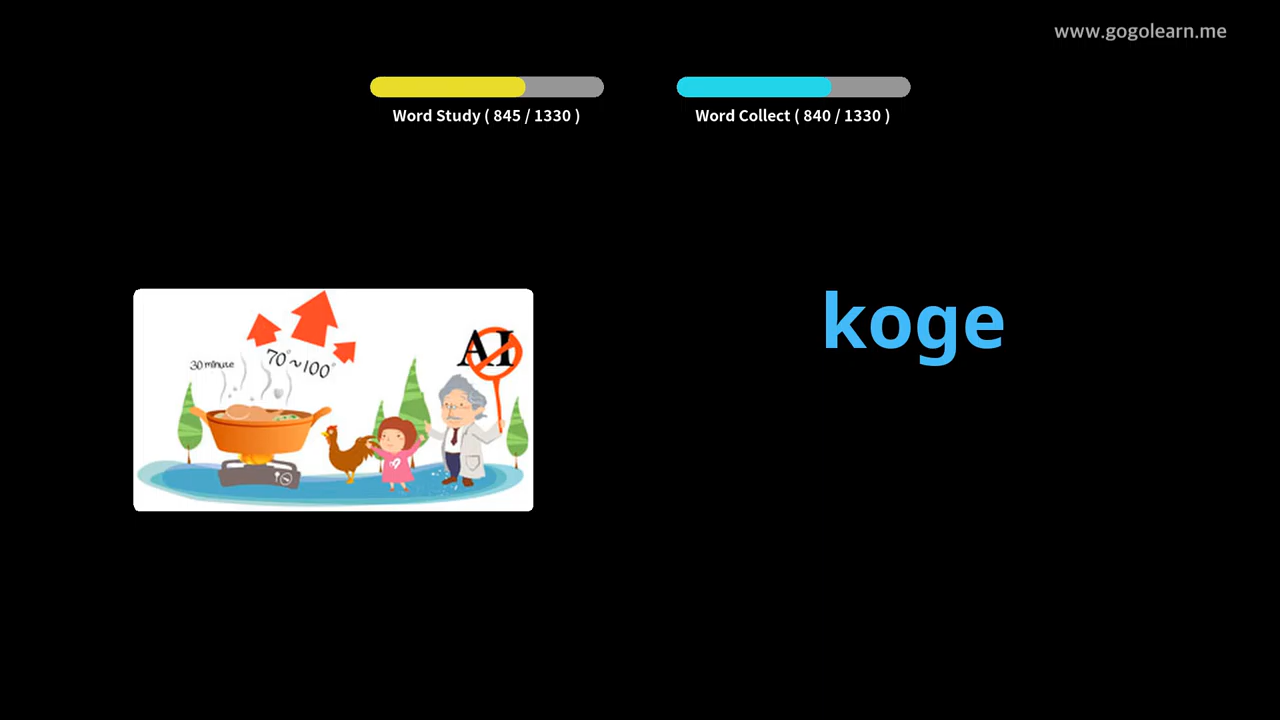 www.gogolearn.me
Word Study ( 845 / 1330 )
Word Collect ( 840 / 1330 )
koge
AI
30 minute
70°~100°